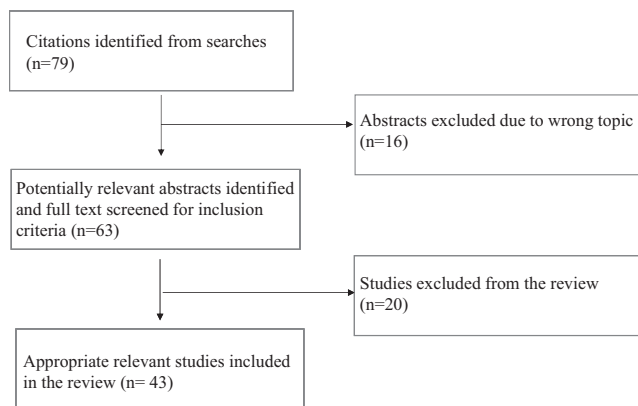 Citations identified from searches
(n=79)
Abstracts excluded due to wrong topic
(n=16)
Potentially relevant abstracts identified
and full text screened for inclusion
criteria (n=63)
Studies excluded from the review
(n=20)
Appropriate relevant studies included
in the review (n= 43)